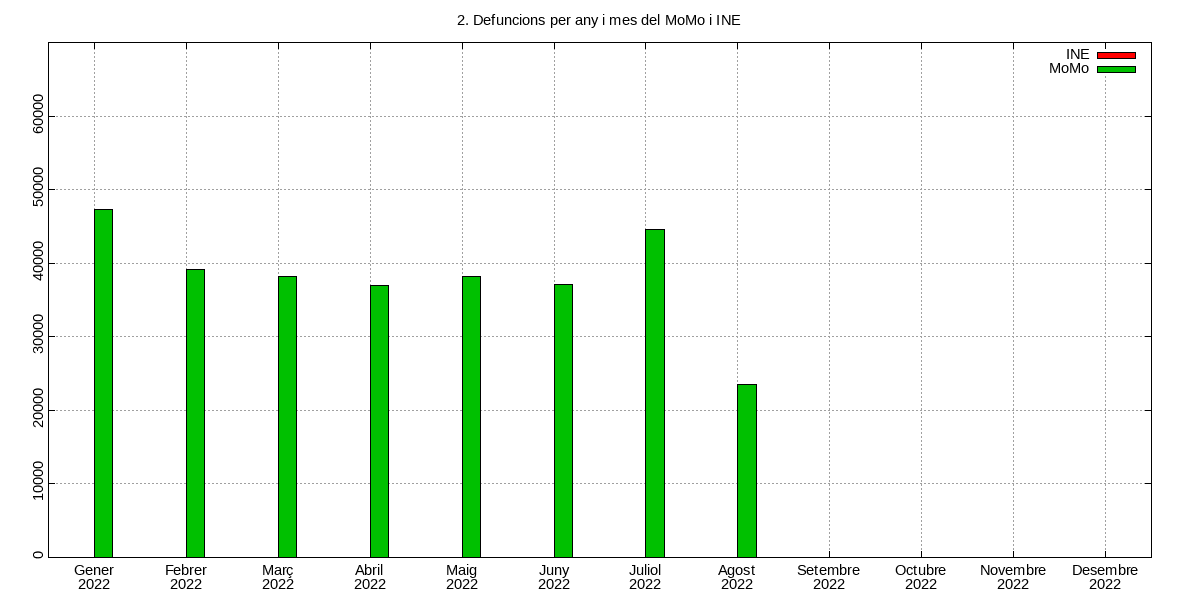 2. Defuncions per any i mes del MoMo i INE
INE
MoMo
60000
50000
40000
30000
20000
10000
0
Gener Febrer Març Abril Maig Juny Juliol Agost Setembre Octubre Novembre Desembre
2022 2022 2022 2022 2022 2022 2022 2022 2022 2022 2022 2022